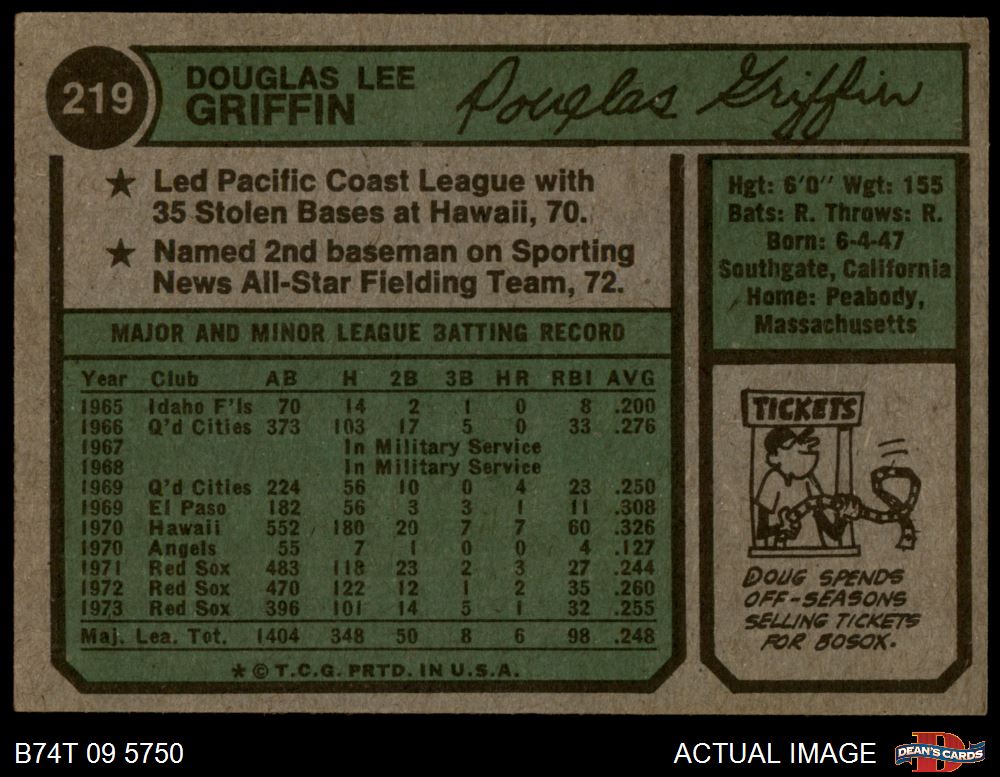 219
DOUGLAS LEE
GRIFFIN
Douglas Griffin
★ Led Pacific Coast League with
35 Stolen Bases at Hawaii, 70.
★ Named 2nd baseman on Sporting
News All-Star Fielding Team, 72.
MAJOR AND MINOR LEAGUE BATTING RECORD
Year Club AB H 2B 3B HR RBI AVG
1965 Idaho F'ls 70 14 2 1 0 8 .200
1966 Q'd Cities 373 103 17 5 0 33 .276
1967 In Military Service
1968 In Military Service
1969 Q'd Cities 224 56 10 0 4 23 .250
1969 El Paso 182 56 3 3 1 11 .308
1970 Hawaii 552 180 20 7 7 60 .326
1970 Angels 55 7 1 0 0 4 .127
1971 Red Sox 483 118 23 2 3 27 .244
1972 Red Sox 470 122 12 1 2 35 .260
1973 Red Sox 396 101 14 5 1 32 .255
Maj. Lea. Tot. 1404 348 50 8 6 98 .248
* © T.C.G. PRTD. IN U.S.A.
Hgt: 6'0" Wgt: 155
Bats: R. Throws: R.
Born: 6-4-47
Southgate, California
Home: Peabody,
Massachusetts
TICKETS
DOUG SPENDS
OFF-SEASONS
SELLING TICKETS
FOR BOSOX.
B74T 09 5750
ACTUAL IMAGE
DEAN'S CARDS